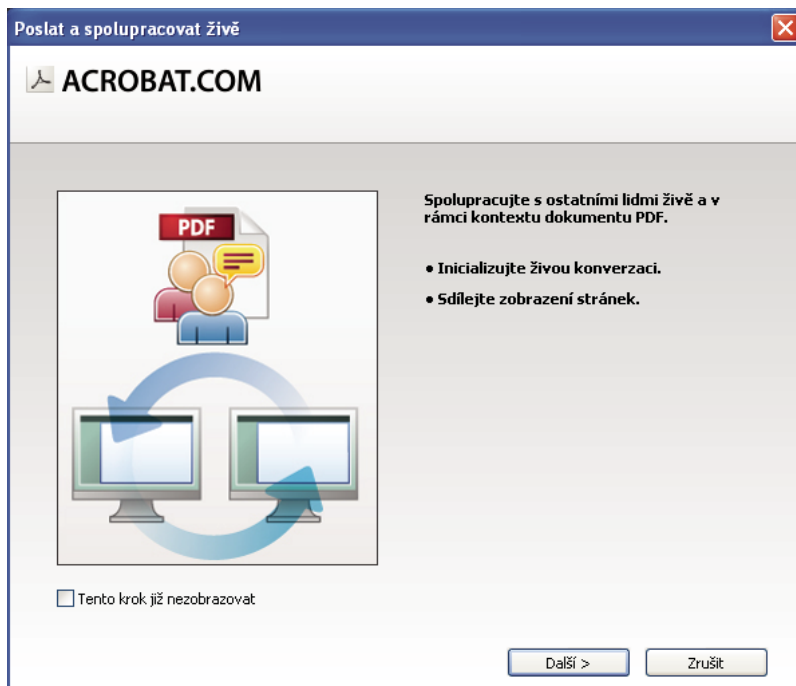 Poslat a spolupracovat živě
ACROBAT.COM
PDF
Spolupracujte s ostatními lidmi živě a v
rámci kontextu dokumentu PDF.
• Inicializujte živou konverzaci.
• Sdílejte zobrazení stránek.
Tento krok již nezobrazovat
Další >
Zrušit